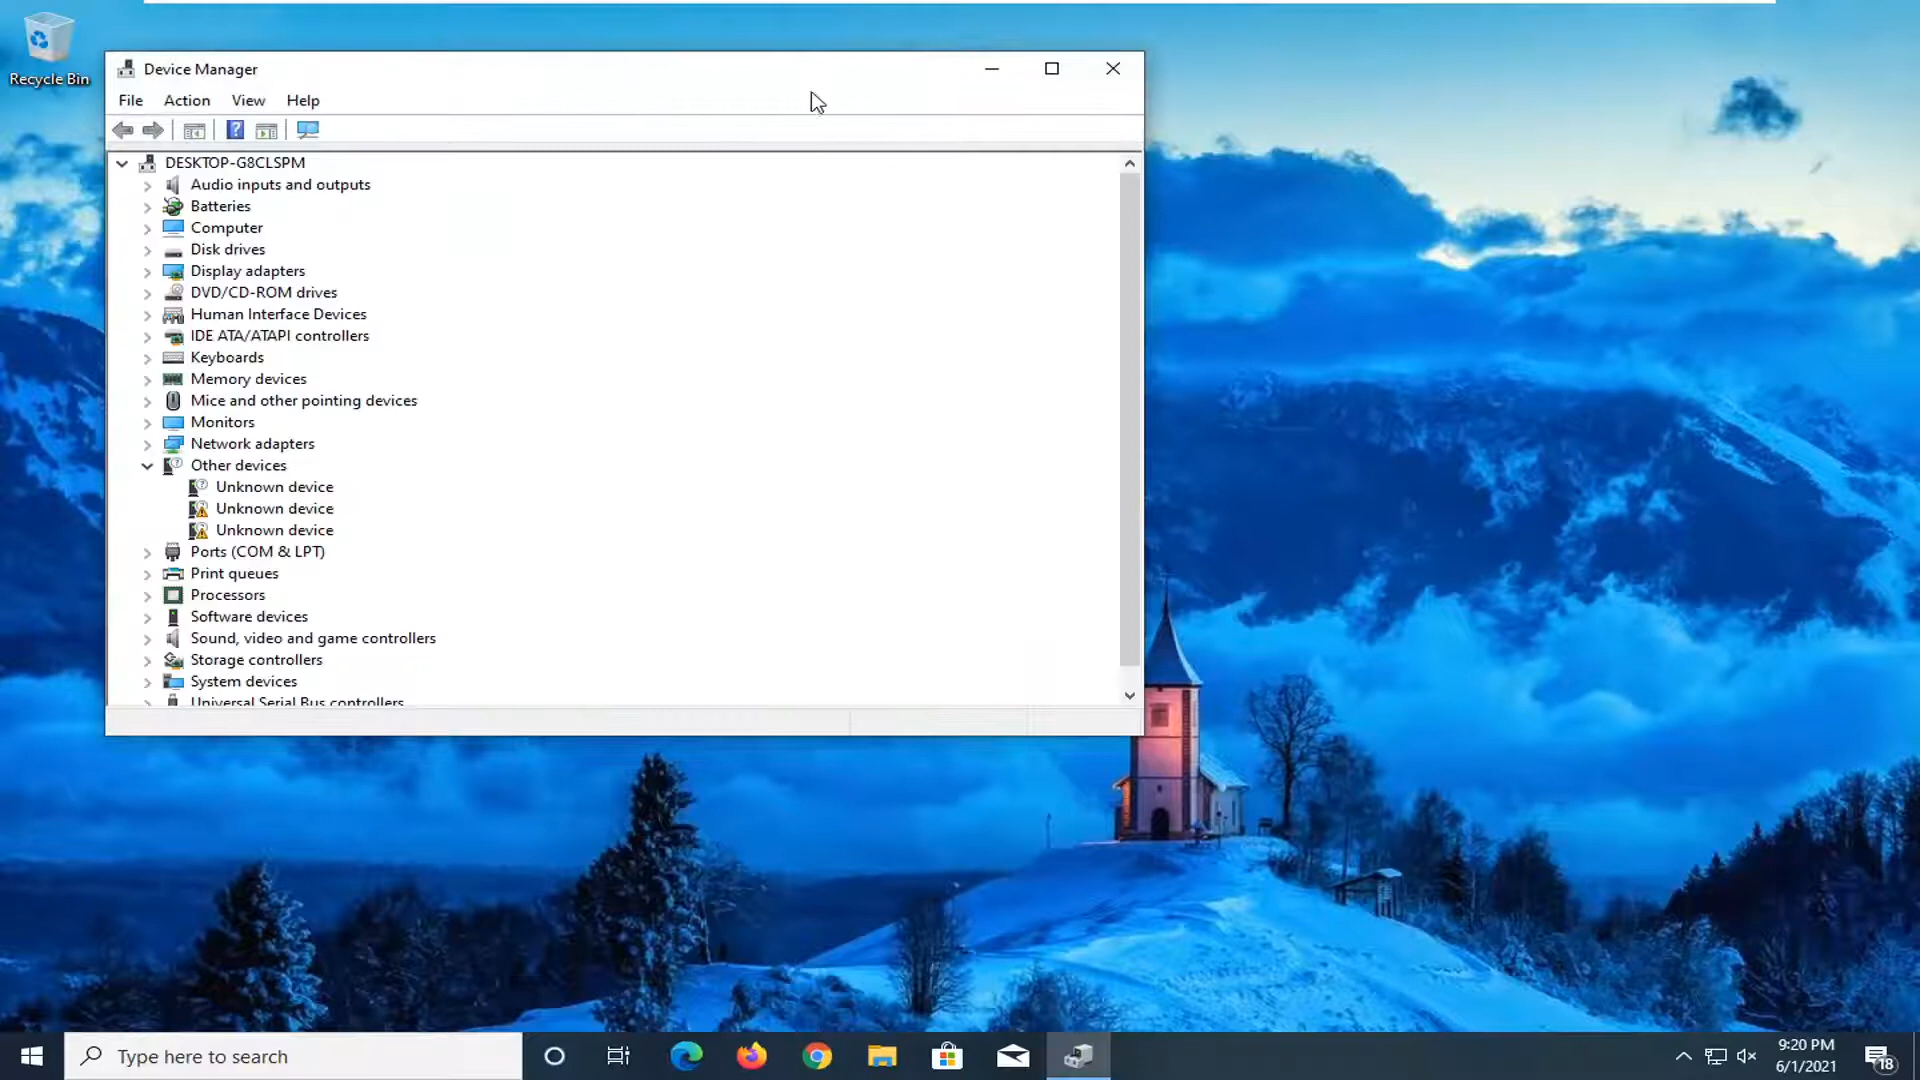 Recycle Bin
Device Manager
File Action View Help
DESKTOP-G8CLSPM
Audio inputs and outputs
Batteries
Computer
Disk drives
Display adapters
DVD/CD-ROM drives
Human Interface Devices
IDE ATA/ATAPI controllers
Keyboards
Memory devices
Mice and other pointing devices
Monitors
Network adapters
Other devices
Unknown device
Unknown device
Unknown device
Ports (COM & LPT)
Print queues
Processors
Software devices
Sound, video and game controllers
Storage controllers
System devices
Universal Serial Bus controllers
Type here to search
9:20 PM
6/1/2021
18